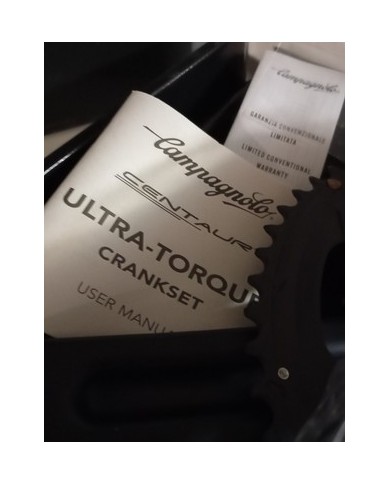 Campagnolo
GARANZIA CONVENZIONALE
LIMITATA
LIMITED CONVENTIONAL
WARRANTY
Campagnolo
CENTAUR
ULTRA-TORQU
CRANKSET
USER MANU